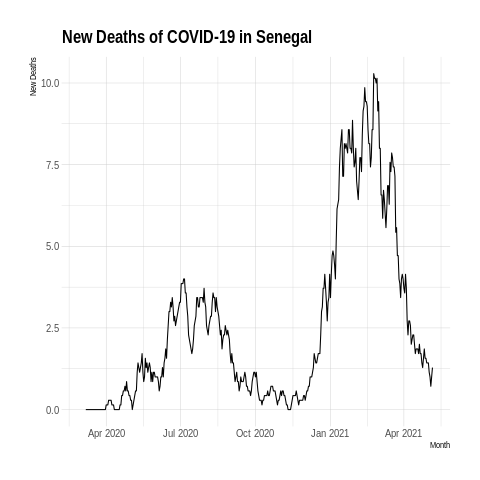 New Deaths of COVID-19 in Senegal
New Deaths
10.0
7.5
5.0
2.5
0.0
Apr 2020 Jul 2020 Oct 2020 Jan 2021 Apr 2021
Month